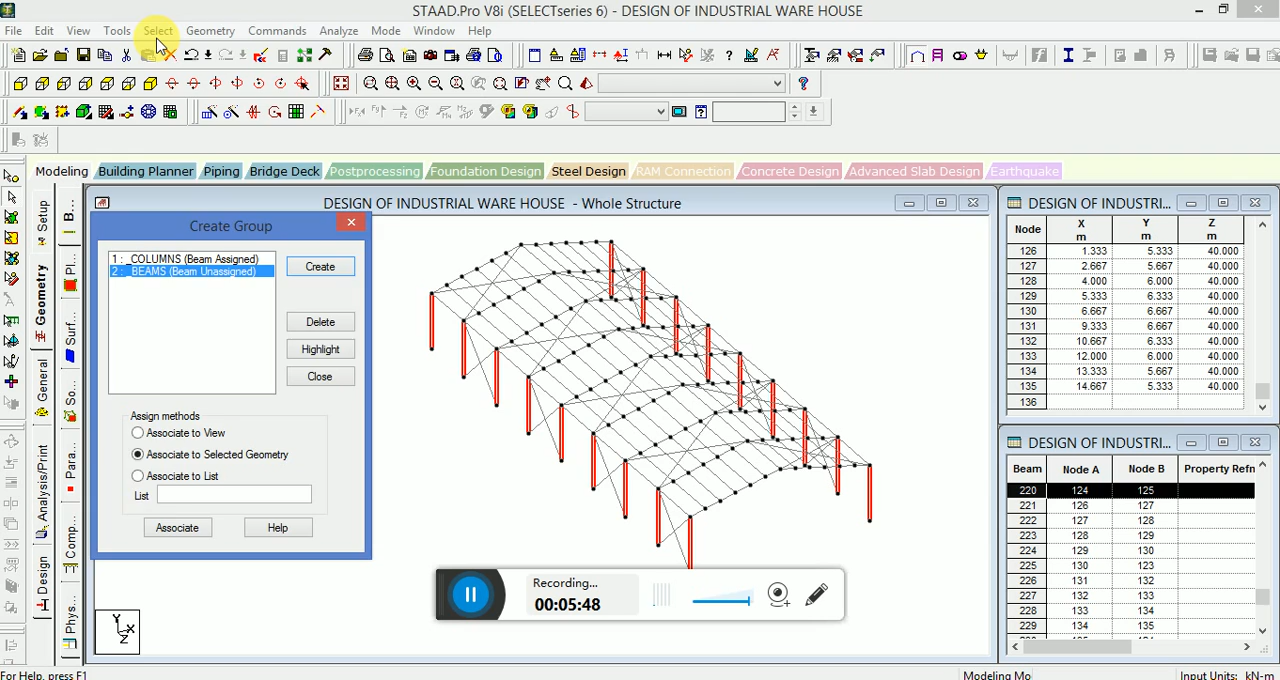 STAAD.Pro V8i (SELECTseries 6) - DESIGN OF INDUSTRIAL WARE HOUSE
File Edit View Tools Select Geometry Commands Analyze Mode Window Help
Modeling Building Planner Piping Bridge Deck Postprocessing Foundation Design Steel Design RAM Connection Concrete Design Advanced Slab Design Earthquake
DESIGN OF INDUSTRIAL WARE HOUSE - Whole Structure
Create Group
1 : _COLUMNS (Beam Assigned)
2 : _BEAMS (Beam Unassigned)
Create
Delete
Highlight
Close
Assign methods
Associate to View
Associate to Selected Geometry
Associate to List
List
Associate Help
Setup
Geometry
General
Analysis/Print
Design
B...
Pl...
Surf...
So...
Para...
Comp...
Phys...
DESIGN OF INDUSTRI...
Node X m Y m Z m
126 1.333 5.333 40.000
127 2.667 5.667 40.000
128 4.000 6.000 40.000
129 5.333 6.333 40.000
130 6.667 6.667 40.000
131 9.333 6.667 40.000
132 10.667 6.333 40.000
133 12.000 6.000 40.000
134 13.333 5.667 40.000
135 14.667 5.333 40.000
136
DESIGN OF INDUSTRI...
Beam Node A Node B Property Refn
220 124 125
221 126 127
222 127 128
223 128 129
224 129 130
225 130 123
226 131 132
227 132 133
228 133 134
229 134 135
Recording...
00:05:48
Y X Z
For Help, press F1
Modeling Mo
Input Units: kN-m